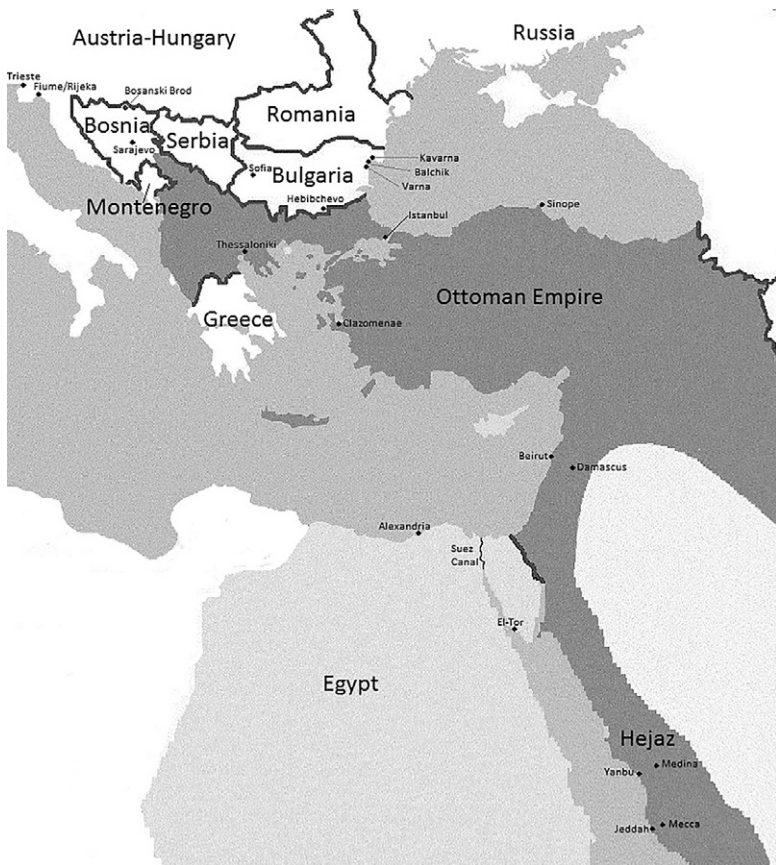 Austria-Hungary
Russia
Trieste
Fiume/Rijeka
Bosanski Brod
Romania
Bosnia
Serbia
Sarajevo
Kavarna
Sofia
Bulgaria
Balchik
Varna
Hebibchevo
Montenegro
Sinope
Istanbul
Thessaloniki
Ottoman Empire
Greece
Clazomenae
Beirut
Damascus
Alexandria
Suez
Canal
El-Tor
Egypt
Hejaz
Medina
Yanbu
Mecca
Jeddah